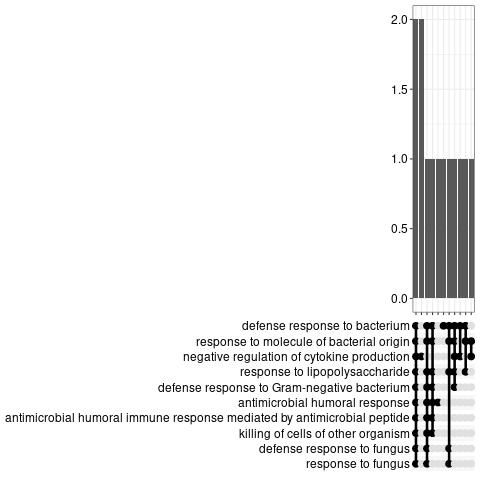 2.0
1.5
1.0
0.5
0.0
defense response to bacterium
response to molecule of bacterial origin
negative regulation of cytokine production
response to lipopolysaccharide
defense response to Gram-negative bacterium
antimicrobial humoral response
antimicrobial humoral immune response mediated by antimicrobial peptide
killing of cells of other organism
defense response to fungus
response to fungus